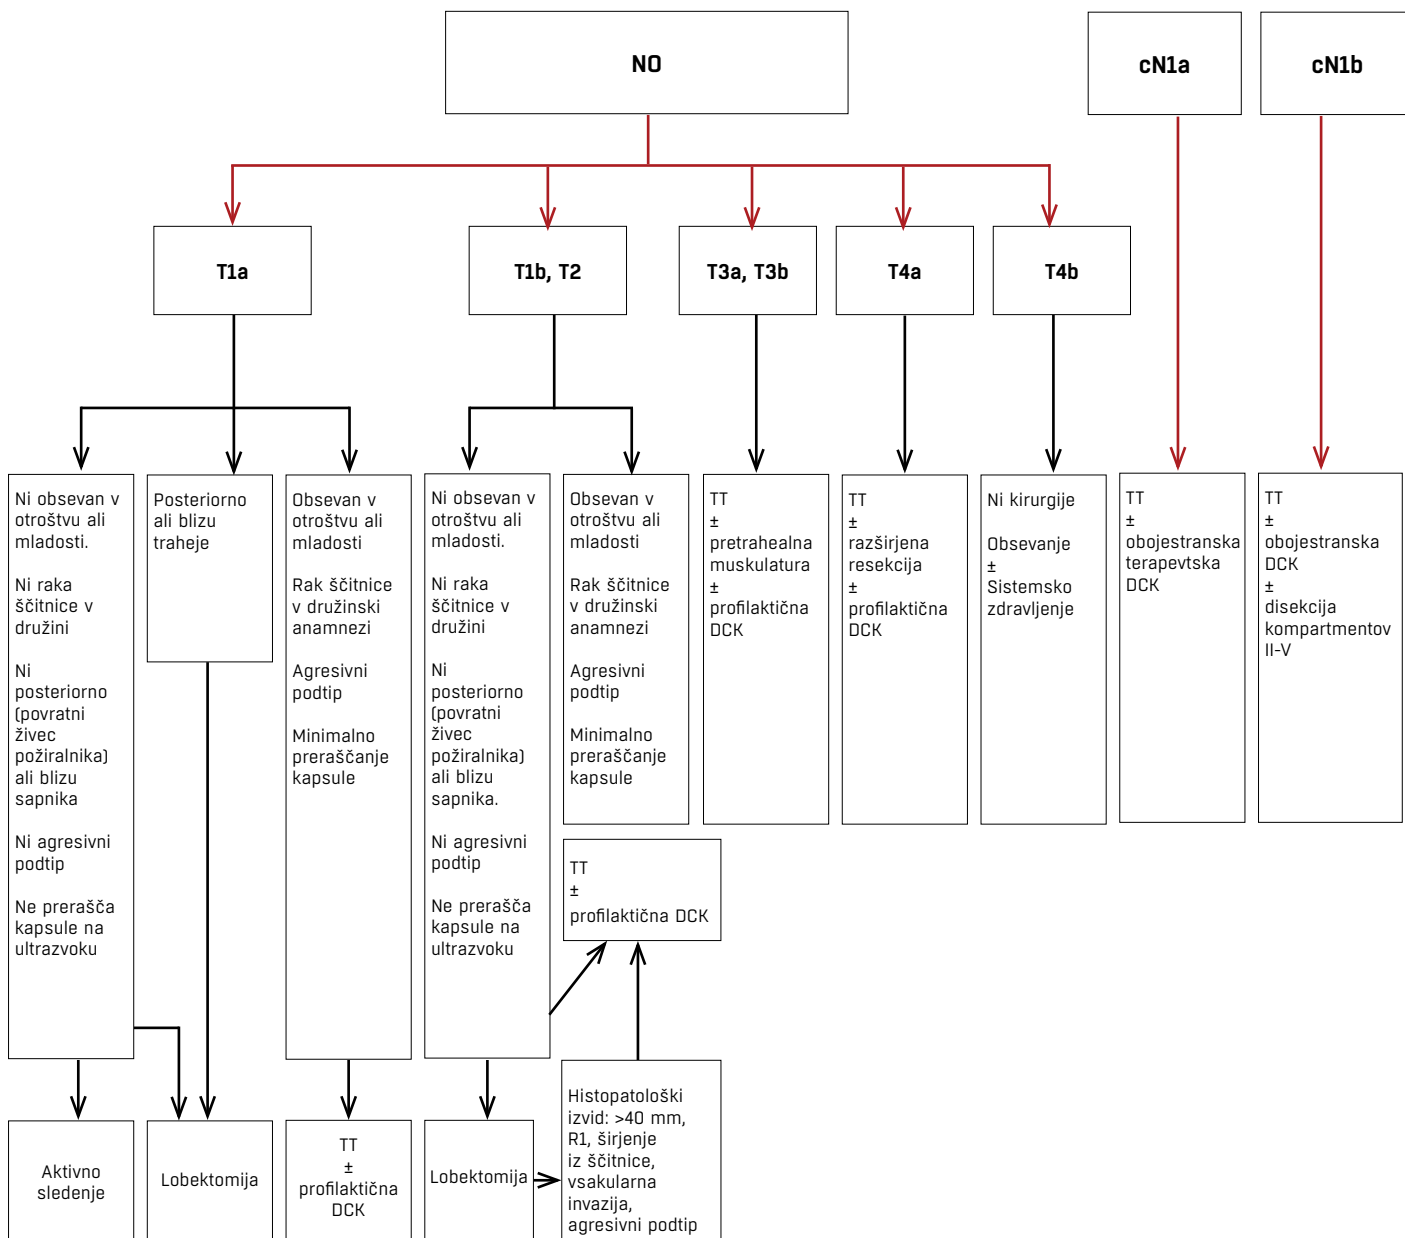 N0
cN1a
cN1b
T1a
T1b, T2
T3a, T3b
T4a
T4b
Ni obsevan v
otroštvu ali
mladosti.
Ni raka
ščitnice v
družini
Ni
posteriorno
(povratni
živec
požiralnika)
ali blizu
sapnika
Ni agresivni
podtip
Ne prerašča
kapsule na
ultrazvoku
Posteriorno
ali blizu
traheje
Obsevan v
otroštvu ali
mladosti
Rak ščitnice
v družinski
anamnezi
Agresivni
podtip
Minimalno
preraščanje
kapsule
Ni obsevan v
otroštvu ali
mladosti.
Ni raka
ščitnice v
družini
Ni
posteriorno
(povratni
živec
požiralnika)
ali blizu
sapnika.
Ni agresivni
podtip
Ne prerašča
kapsule na
ultrazvoku
Obsevan v
otroštvu ali
mladosti
Rak ščitnice
v družinski
anamnezi
Agresivni
podtip
Minimalno
preraščanje
kapsule
TT
±
pretrahealna
muskulatura
±
profilaktična
DCK
TT
±
razširjena
resekcija
±
profilaktična
DCK
Ni kirurgije
Obsevanje
±
Sistemsko
zdravljenje
TT
±
obojestranska
terapevtska
DCK
TT
±
obojestranska
DCK
±
disekcija
kompartmentov
II-V
TT
±
profilaktična DCK
Aktivno
sledenje
Lobektomija
TT
±
profilaktična
DCK
Lobektomija
Histopatološki
izvid: >40 mm,
R1, širjenje
iz ščitnice,
vsakularna
invazija,
agresivni podtip